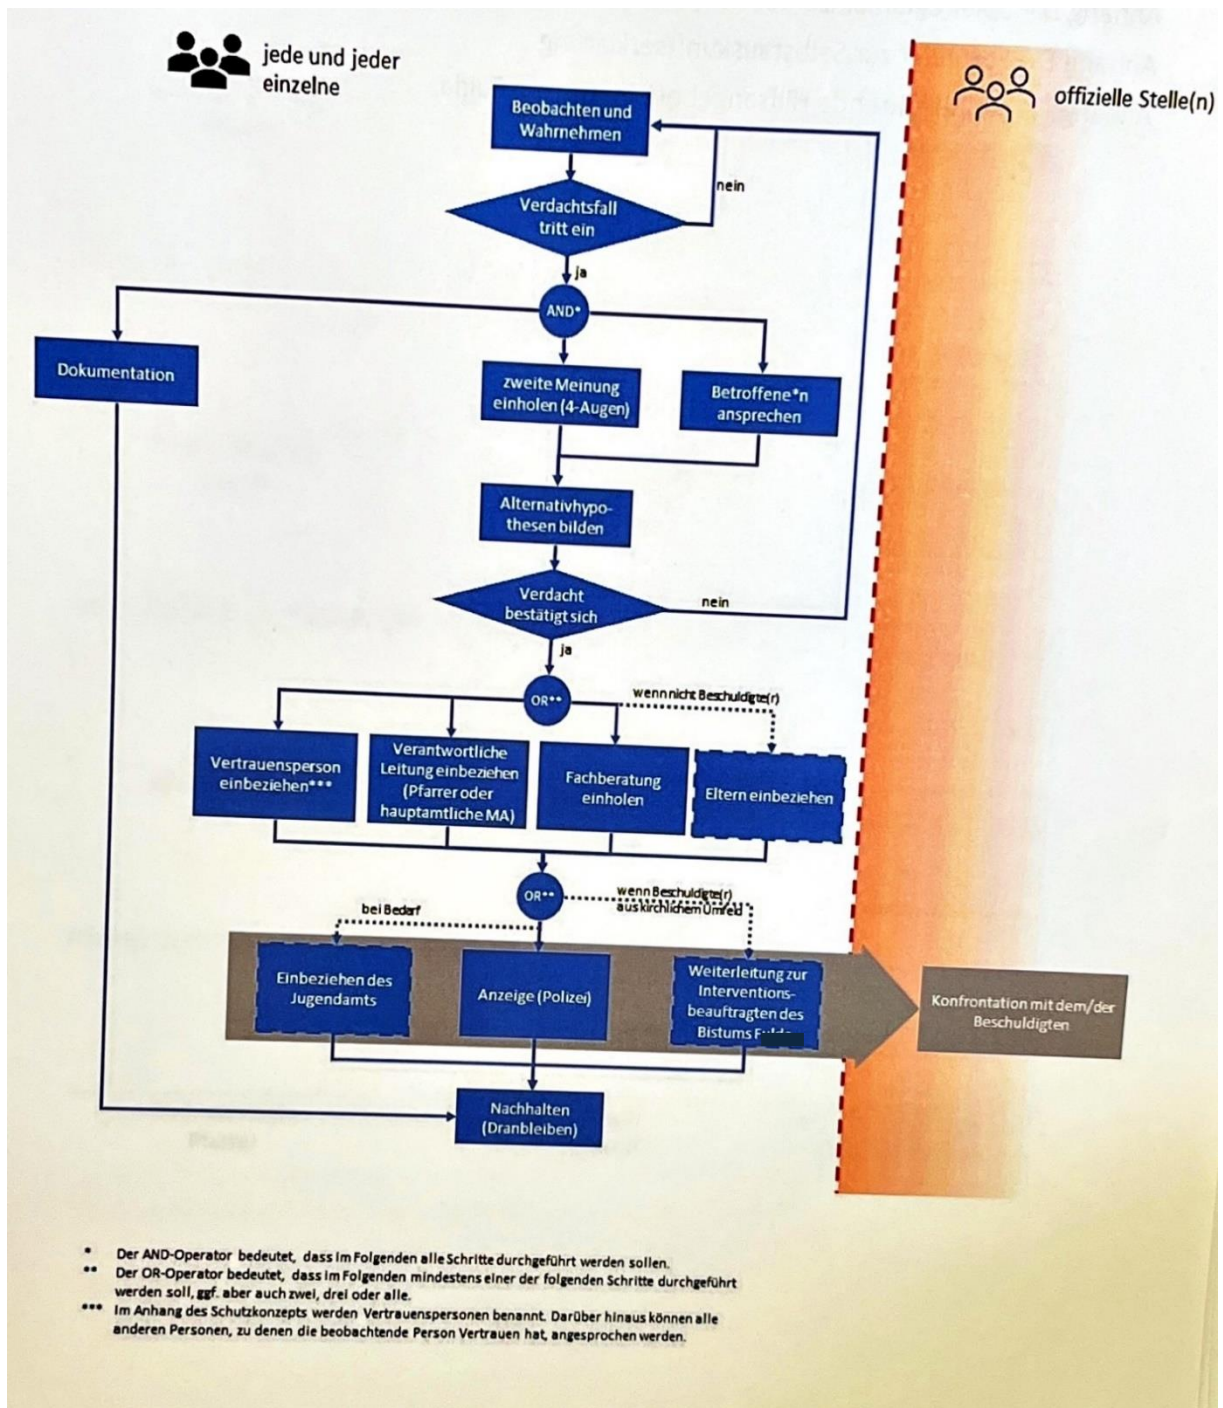 jede und jeder
einzelne
offizielle Stelle(n)
Beobachten und
Wahrnehmen
nein
Verdachtsfall
tritt ein
ja
AND*
Dokumentation
zweite Meinung
einholen (4-Augen)
Betroffene*n
ansprechen
Alternativhypo-
thesen bilden
Verdacht
bestätigt sich
nein
ja
OR**
wenn nicht Beschuldigte(r)
Vertrauensperson
einbeziehen***
Verantwortliche
Leitung einbeziehen
(Pfarrer oder
hauptamtliche MA)
Fachberatung
einholen
Eltern einbeziehen
OR**
bei Bedarf
wenn Beschuldigte(r)
aus kirchlichem Umfeld
Einbeziehen des
Jugendamts
Anzeige (Polizei)
Weiterleitung zur
Interventions-
beauftragten des
Bistums
Konfrontation mit dem/der
Beschuldigten
Nachhalten
(Dranbleiben)
* Der AND-Operator bedeutet, dass im Folgenden alle Schritte durchgeführt werden sollen.
** Der OR-Operator bedeutet, dass im Folgenden mindestens einer der folgenden Schritte durchgeführt
werden soll, ggf. aber auch zwei, drei oder alle.
*** Im Anhang des Schutzkonzepts werden Vertrauenspersonen benannt. Darüber hinaus können alle
anderen Personen, zu denen die beobachtende Person Vertrauen hat, angesprochen werden.